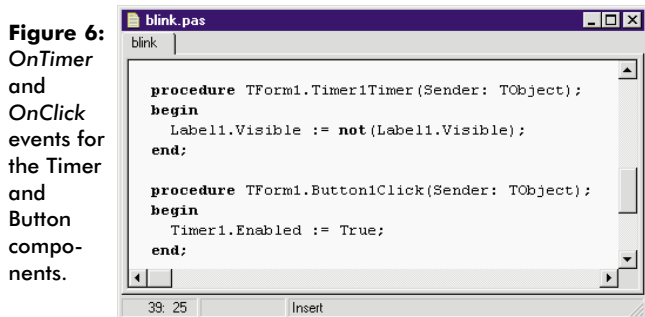 Figure 6:
OnTimer
and
OnClick
events for
the Timer
and
Button
compo-
nents.
blink.pas
blink
procedure TForm1.Timer1Timer(Sender: TObject);
begin
Label1.Visible := not(Label1.Visible);
end;
procedure TForm1.Button1Click(Sender: TObject);
begin
Timer1.Enabled := True;
end;
39: 25
Insert